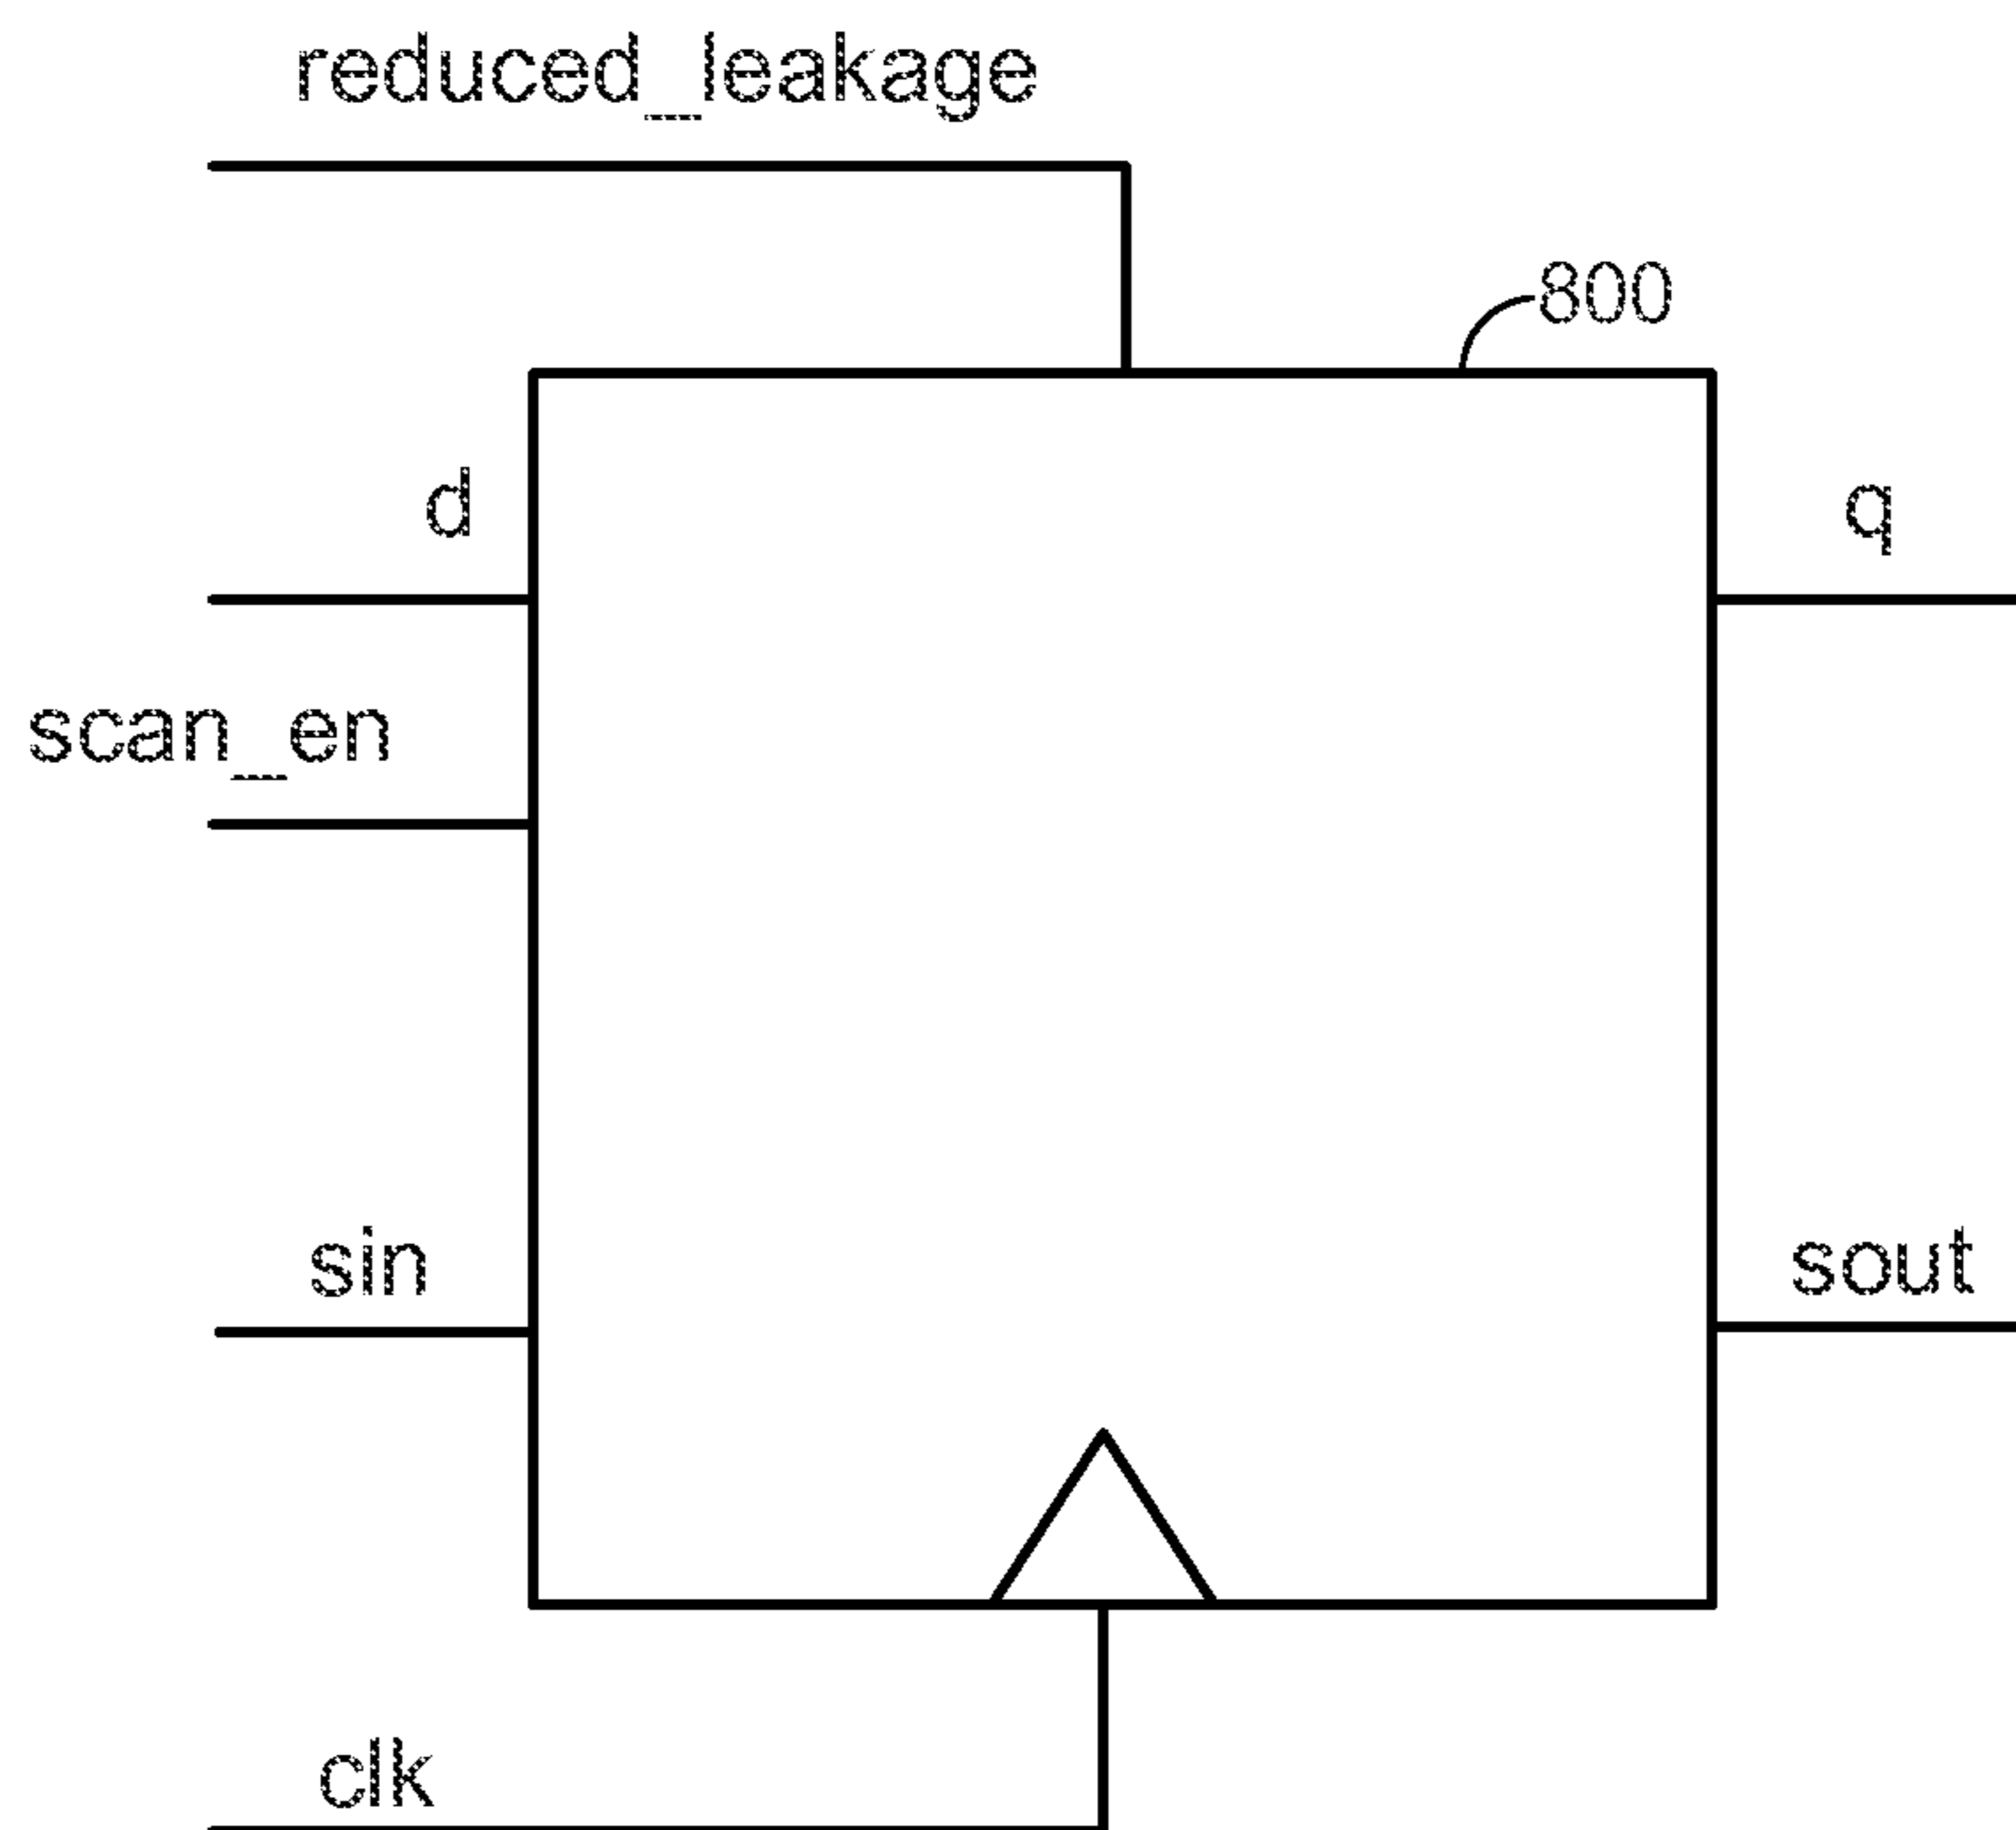 reduced_leakage
800
d
q
scan_en
sin
sout
clk